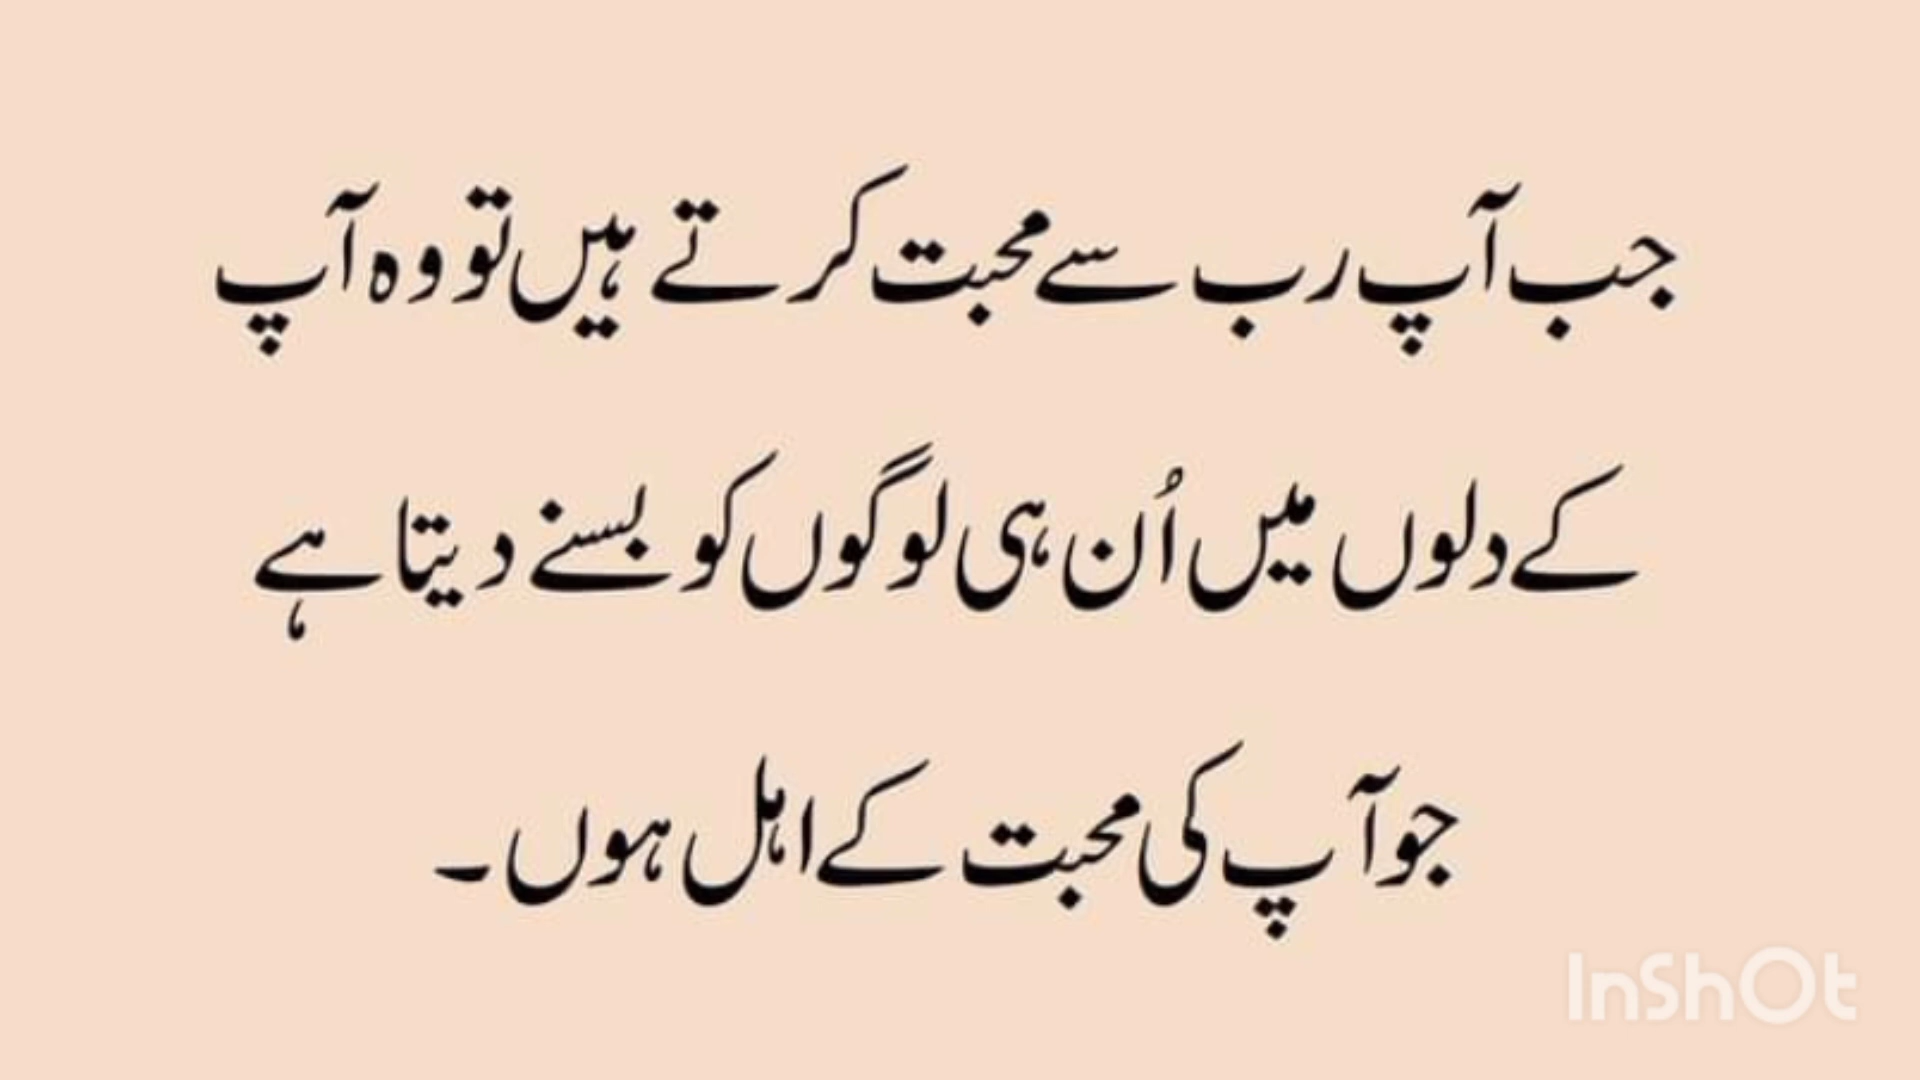 جب آپ رب سے محبت کرتے ہیں تو وہ آپ
کے دلوں میں اُن ہی لوگوں کو بسنے دیتا ہے
جو آپ کی محبت کے اہل ہوں۔
InShOt